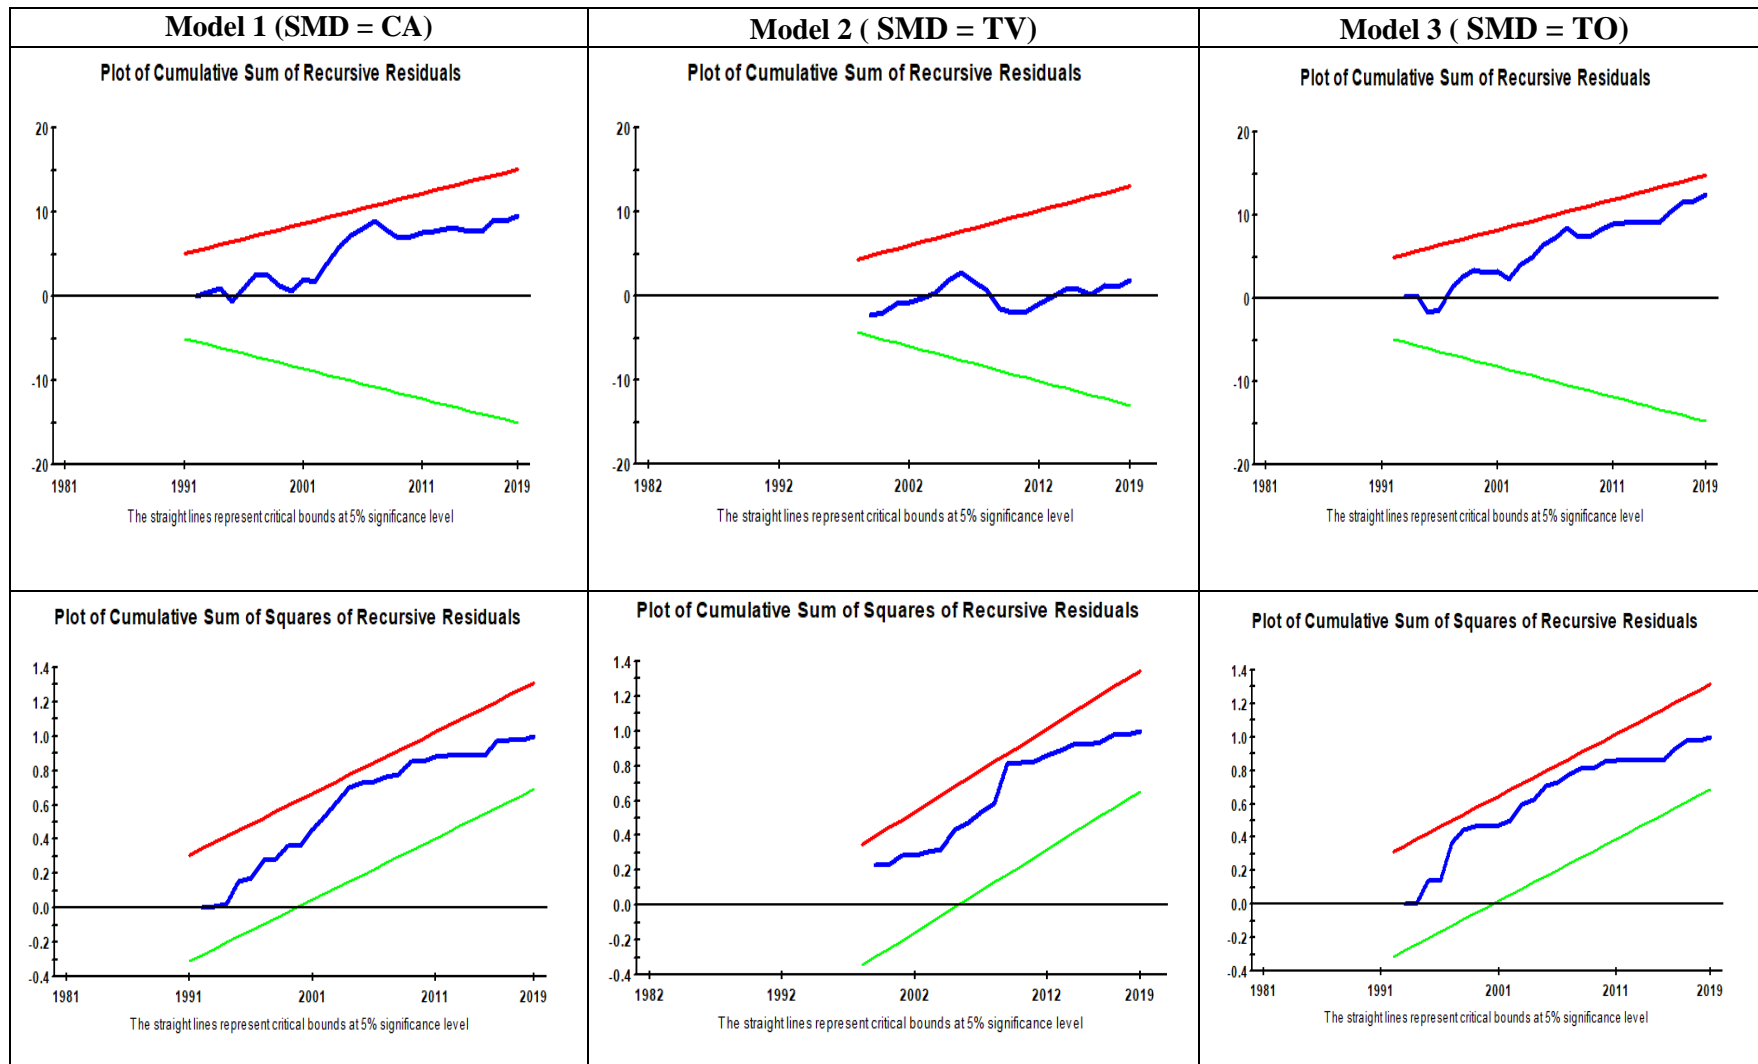 Model 1 (SMD = CA)
Model 2 ( SMD = TV)
Model 3 ( SMD = TO)
Plot of Cumulative Sum of Recursive Residuals
20
10
0
-10
-20
1981 1991 2001 2011 2019
The straight lines represent critical bounds at 5% significance level
Plot of Cumulative Sum of Recursive Residuals
20
10
0
-10
-20
1982 1992 2002 2012 2019
The straight lines represent critical bounds at 5% significance level
Plot of Cumulative Sum of Recursive Residuals
20
10
0
-10
-20
1981 1991 2001 2011 2019
The straight lines represent critical bounds at 5% significance level
Plot of Cumulative Sum of Squares of Recursive Residuals
1.4
1.2
1.0
0.8
0.6
0.4
0.2
0.0
-0.2
-0.4
1981 1991 2001 2011 2019
The straight lines represent critical bounds at 5% significance level
Plot of Cumulative Sum of Squares of Recursive Residuals
1.4
1.2
1.0
0.8
0.6
0.4
0.2
0.0
-0.2
-0.4
1982 1992 2002 2012 2019
The straight lines represent critical bounds at 5% significance level
Plot of Cumulative Sum of Squares of Recursive Residuals
1.4
1.2
1.0
0.8
0.6
0.4
0.2
0.0
-0.2
-0.4
1981 1991 2001 2011 2019
The straight lines represent critical bounds at 5% significance level